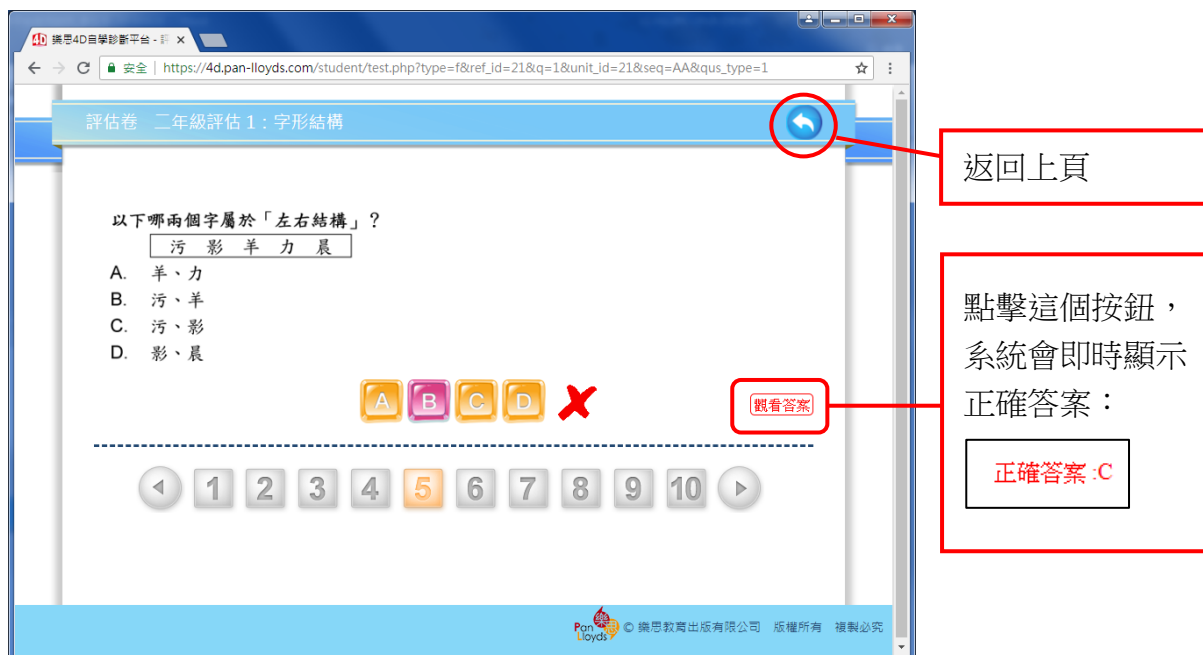 樂思4D自學診斷平台 - 評
安全 | https://4d.pan-lloyds.com/student/test.php?type=f&ref_id=21&q=1&unit_id=21&seq=AA&qus_type=1
評估卷 二年級評估 1：字形結構
返回上頁
以下哪兩個字屬於「左右結構」？
污 影 羊 力 晨
A. 羊、力
B. 污、羊
C. 污、影
D. 影、晨
A B C D
觀看答案
點擊這個按鈕，
系統會即時顯示
正確答案：
正確答案 :C
1 2 3 4 5 6 7 8 9 10
Pan Lloyds 樂思 © 樂思教育出版有限公司 版權所有 複製必究